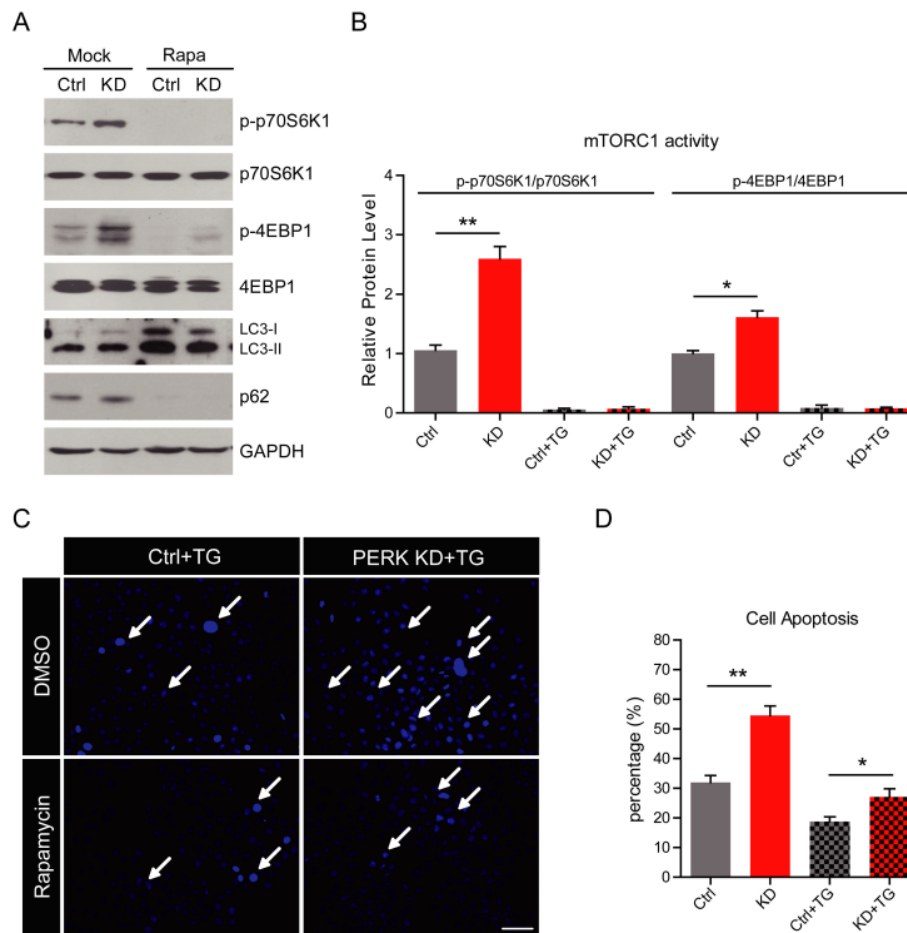 A
Mock Rapa
Ctrl KD Ctrl KD
p-p70S6K1
p70S6K1
p-4EBP1
4EBP1
LC3-I
LC3-II
p62
GAPDH
B
mTORC1 activity
p-p70S6K1/p70S6K1 p-4EBP1/4EBP1
Relative Protein Level
4
3
2
1
0
** *
Ctrl KD Ctrl+TG KD+TG Ctrl KD Ctrl+TG KD+TG
C
Ctrl+TG PERK KD+TG
DMSO
Rapamycin
D
Cell Apoptosis
percentage (%)
80
70
60
50
40
30
20
10
0
** *
Ctrl KD Ctrl+TG KD+TG